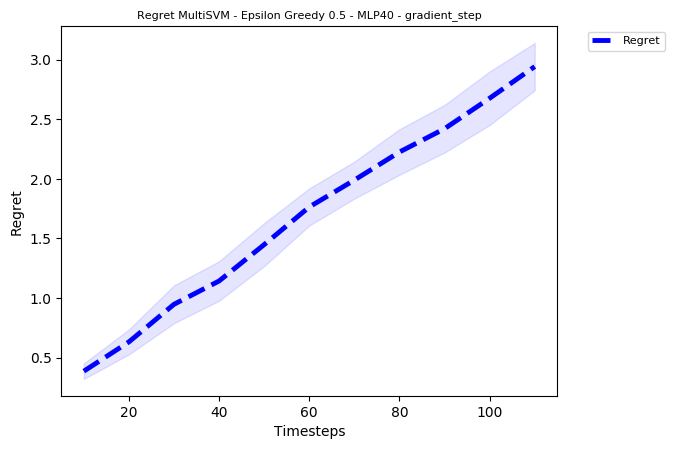 Regret MultiSVM - Epsilon Greedy 0.5 - MLP40 - gradient_step
Regret
3.0
2.5
2.0
1.5
1.0
0.5
Regret
20 40 60 80 100
Timesteps